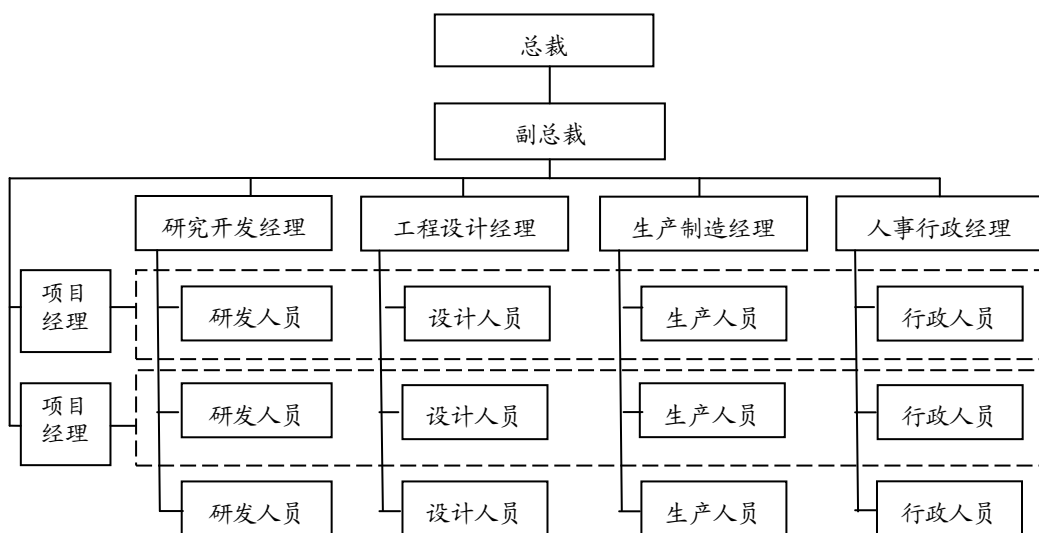 总裁
副总裁
研究开发经理
工程设计经理
生产制造经理
人事行政经理
项目
经理
研发人员
设计人员
生产人员
行政人员
项目
经理
研发人员
设计人员
生产人员
行政人员
研发人员
设计人员
生产人员
行政人员